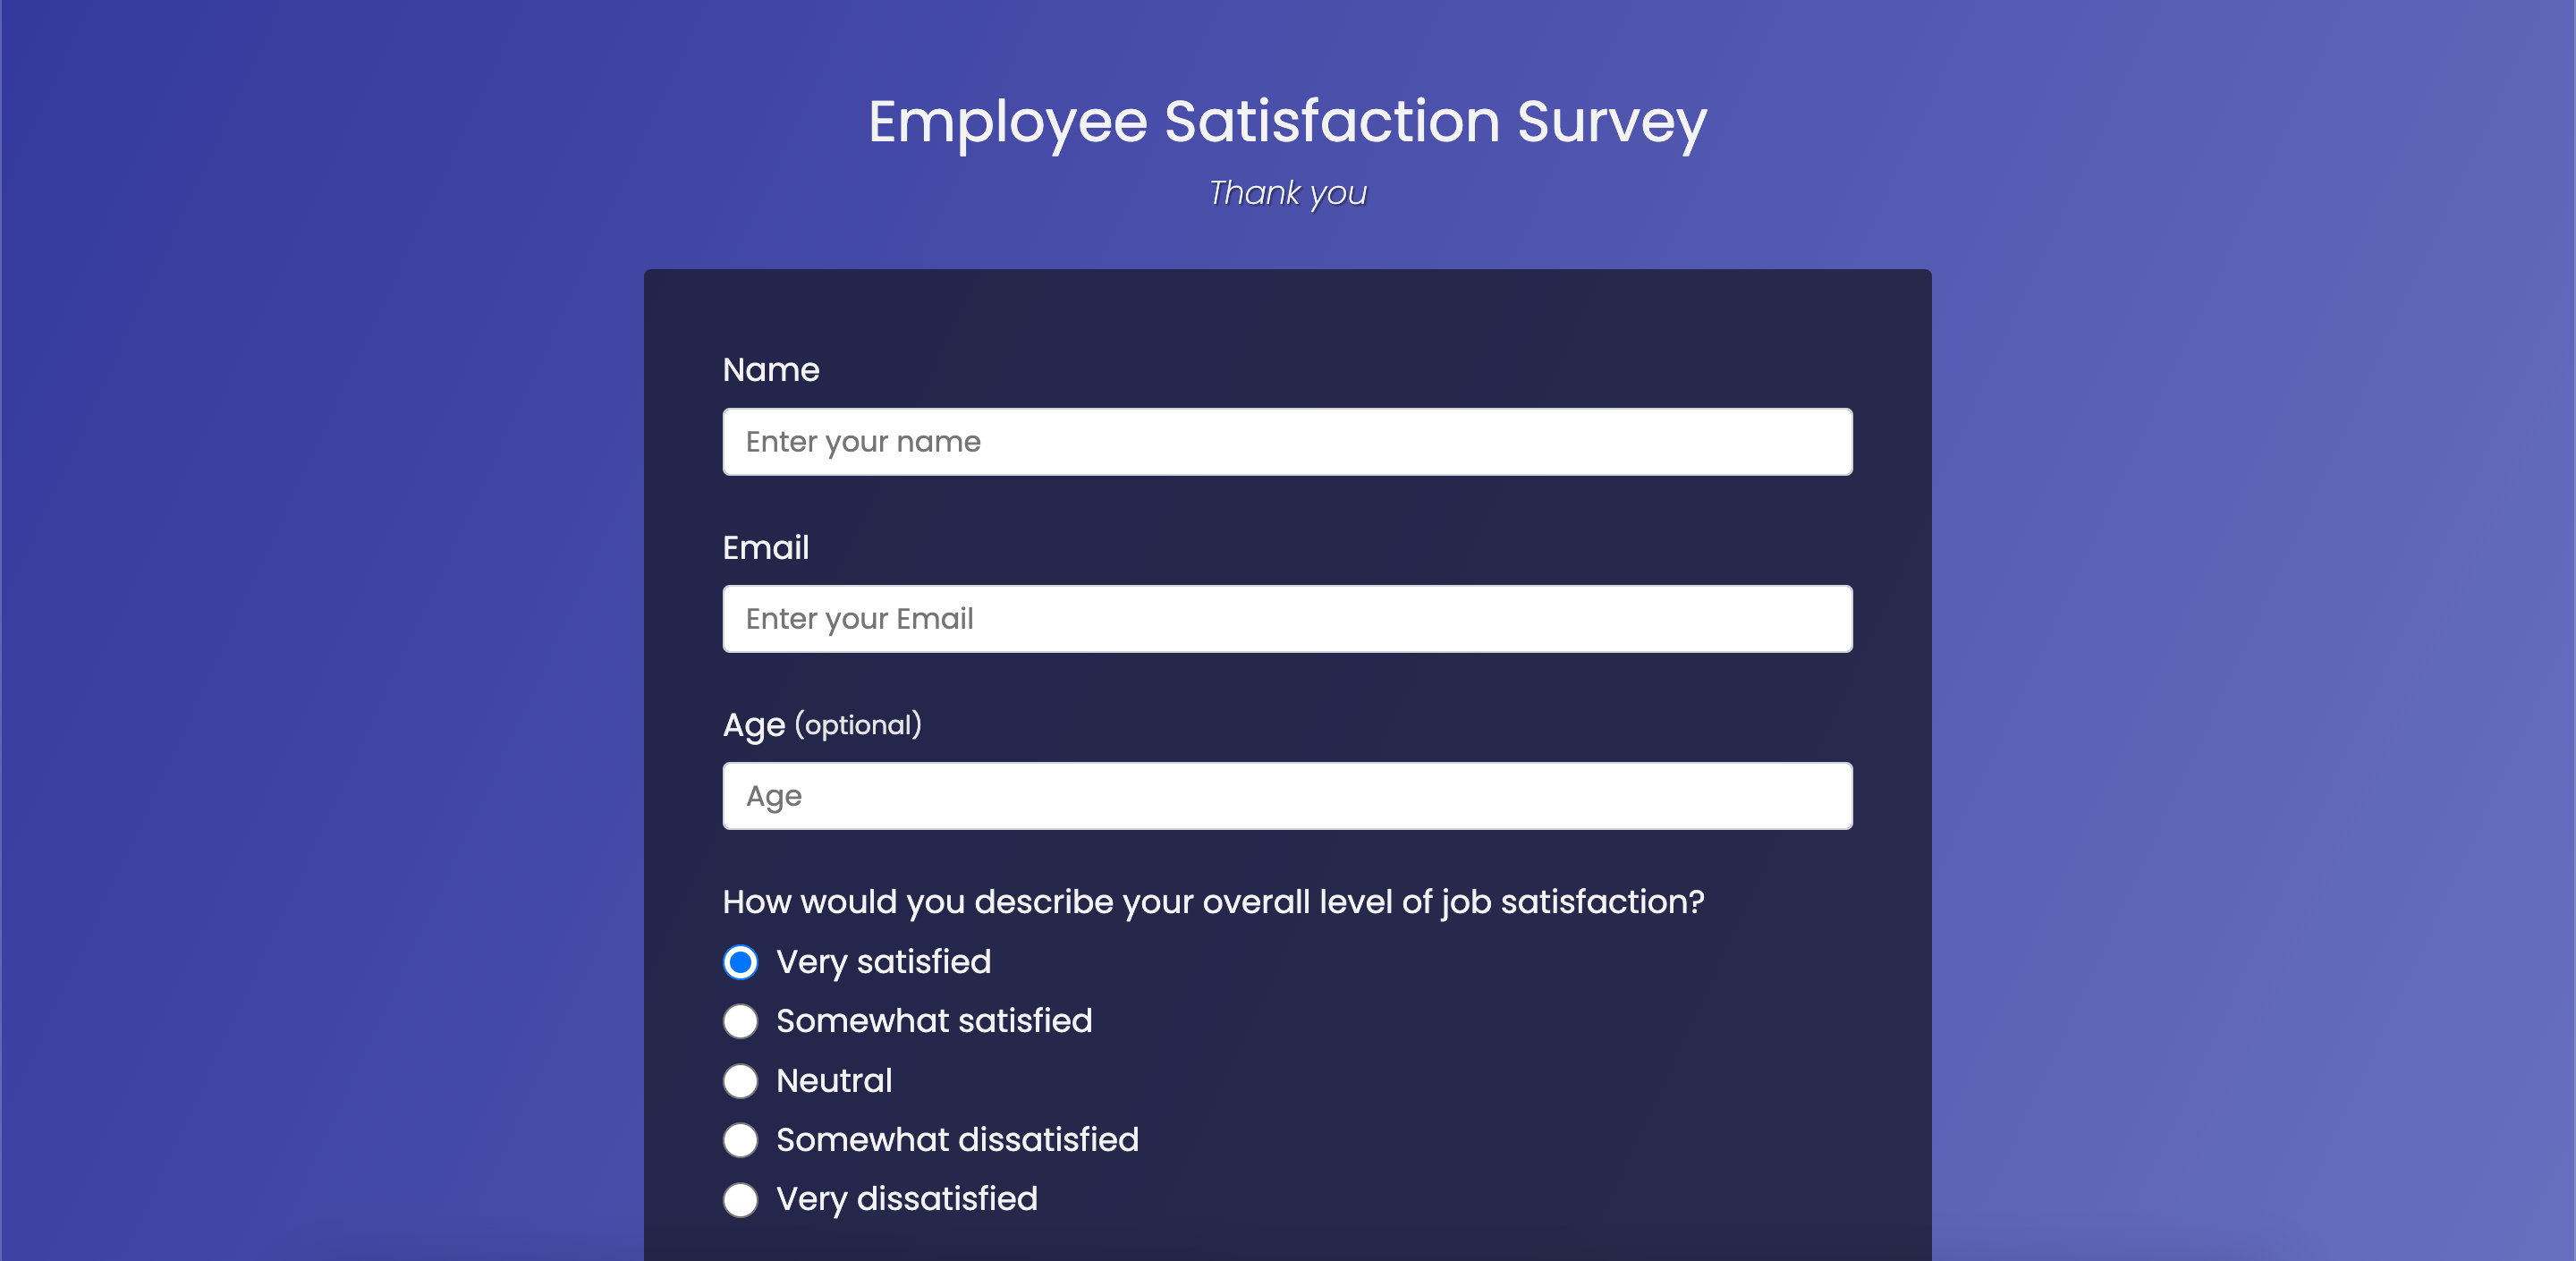 Employee Satisfaction Survey
Thank you
Name
Enter your name
Email
Enter your Email
Age (optional)
Age
How would you describe your overall level of job satisfaction?
Very satisfied
Somewhat satisfied
Neutral
Somewhat dissatisfied
Very dissatisfied